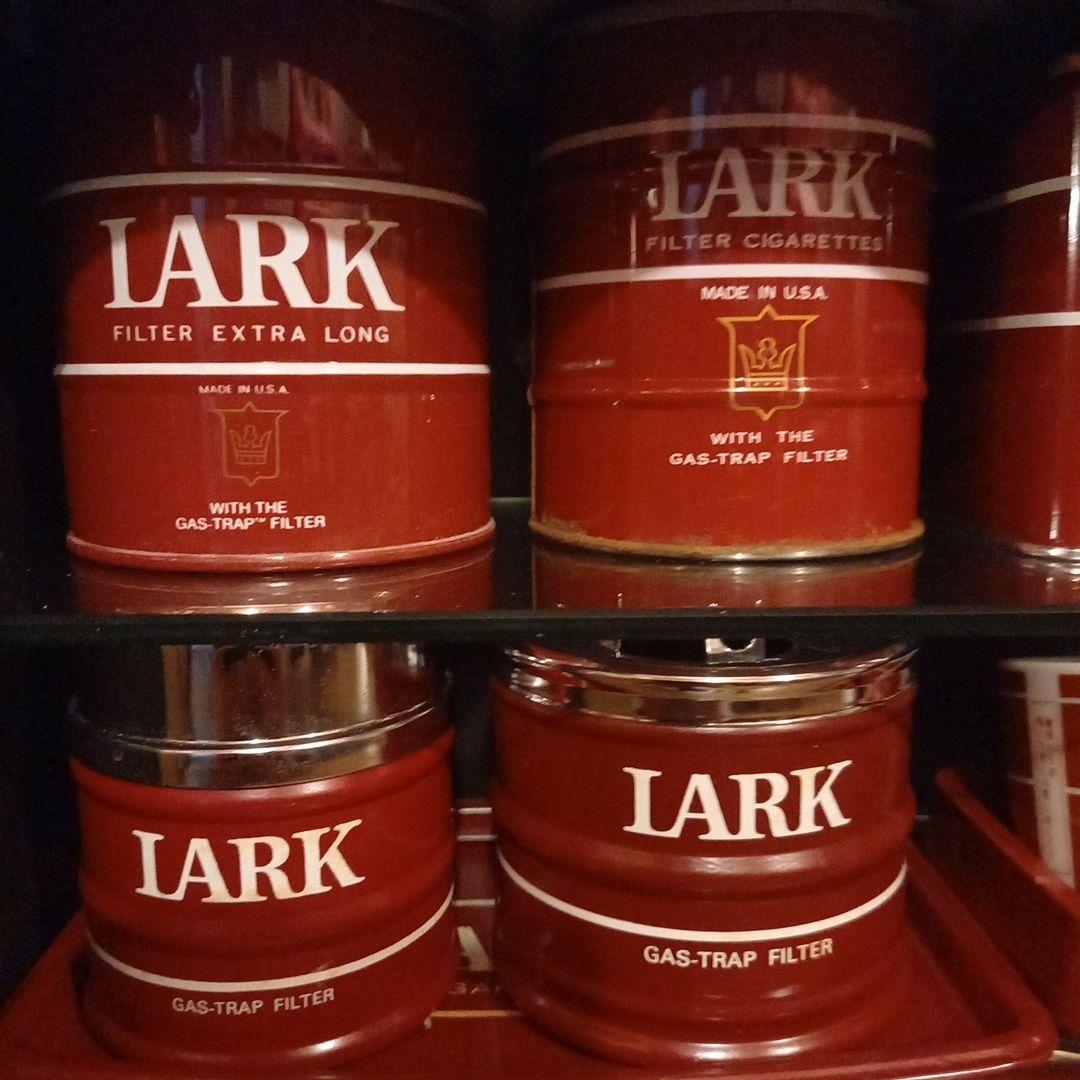 LARK
FILTER EXTRA LONG
MADE IN U.S.A.
WITH THE
GAS-TRAP™ FILTER
LARK
FILTER CIGARETTES
MADE IN U.S.A.
WITH THE
GAS-TRAP FILTER
LARK
GAS-TRAP FILTER
LARK
GAS-TRAP FILTER